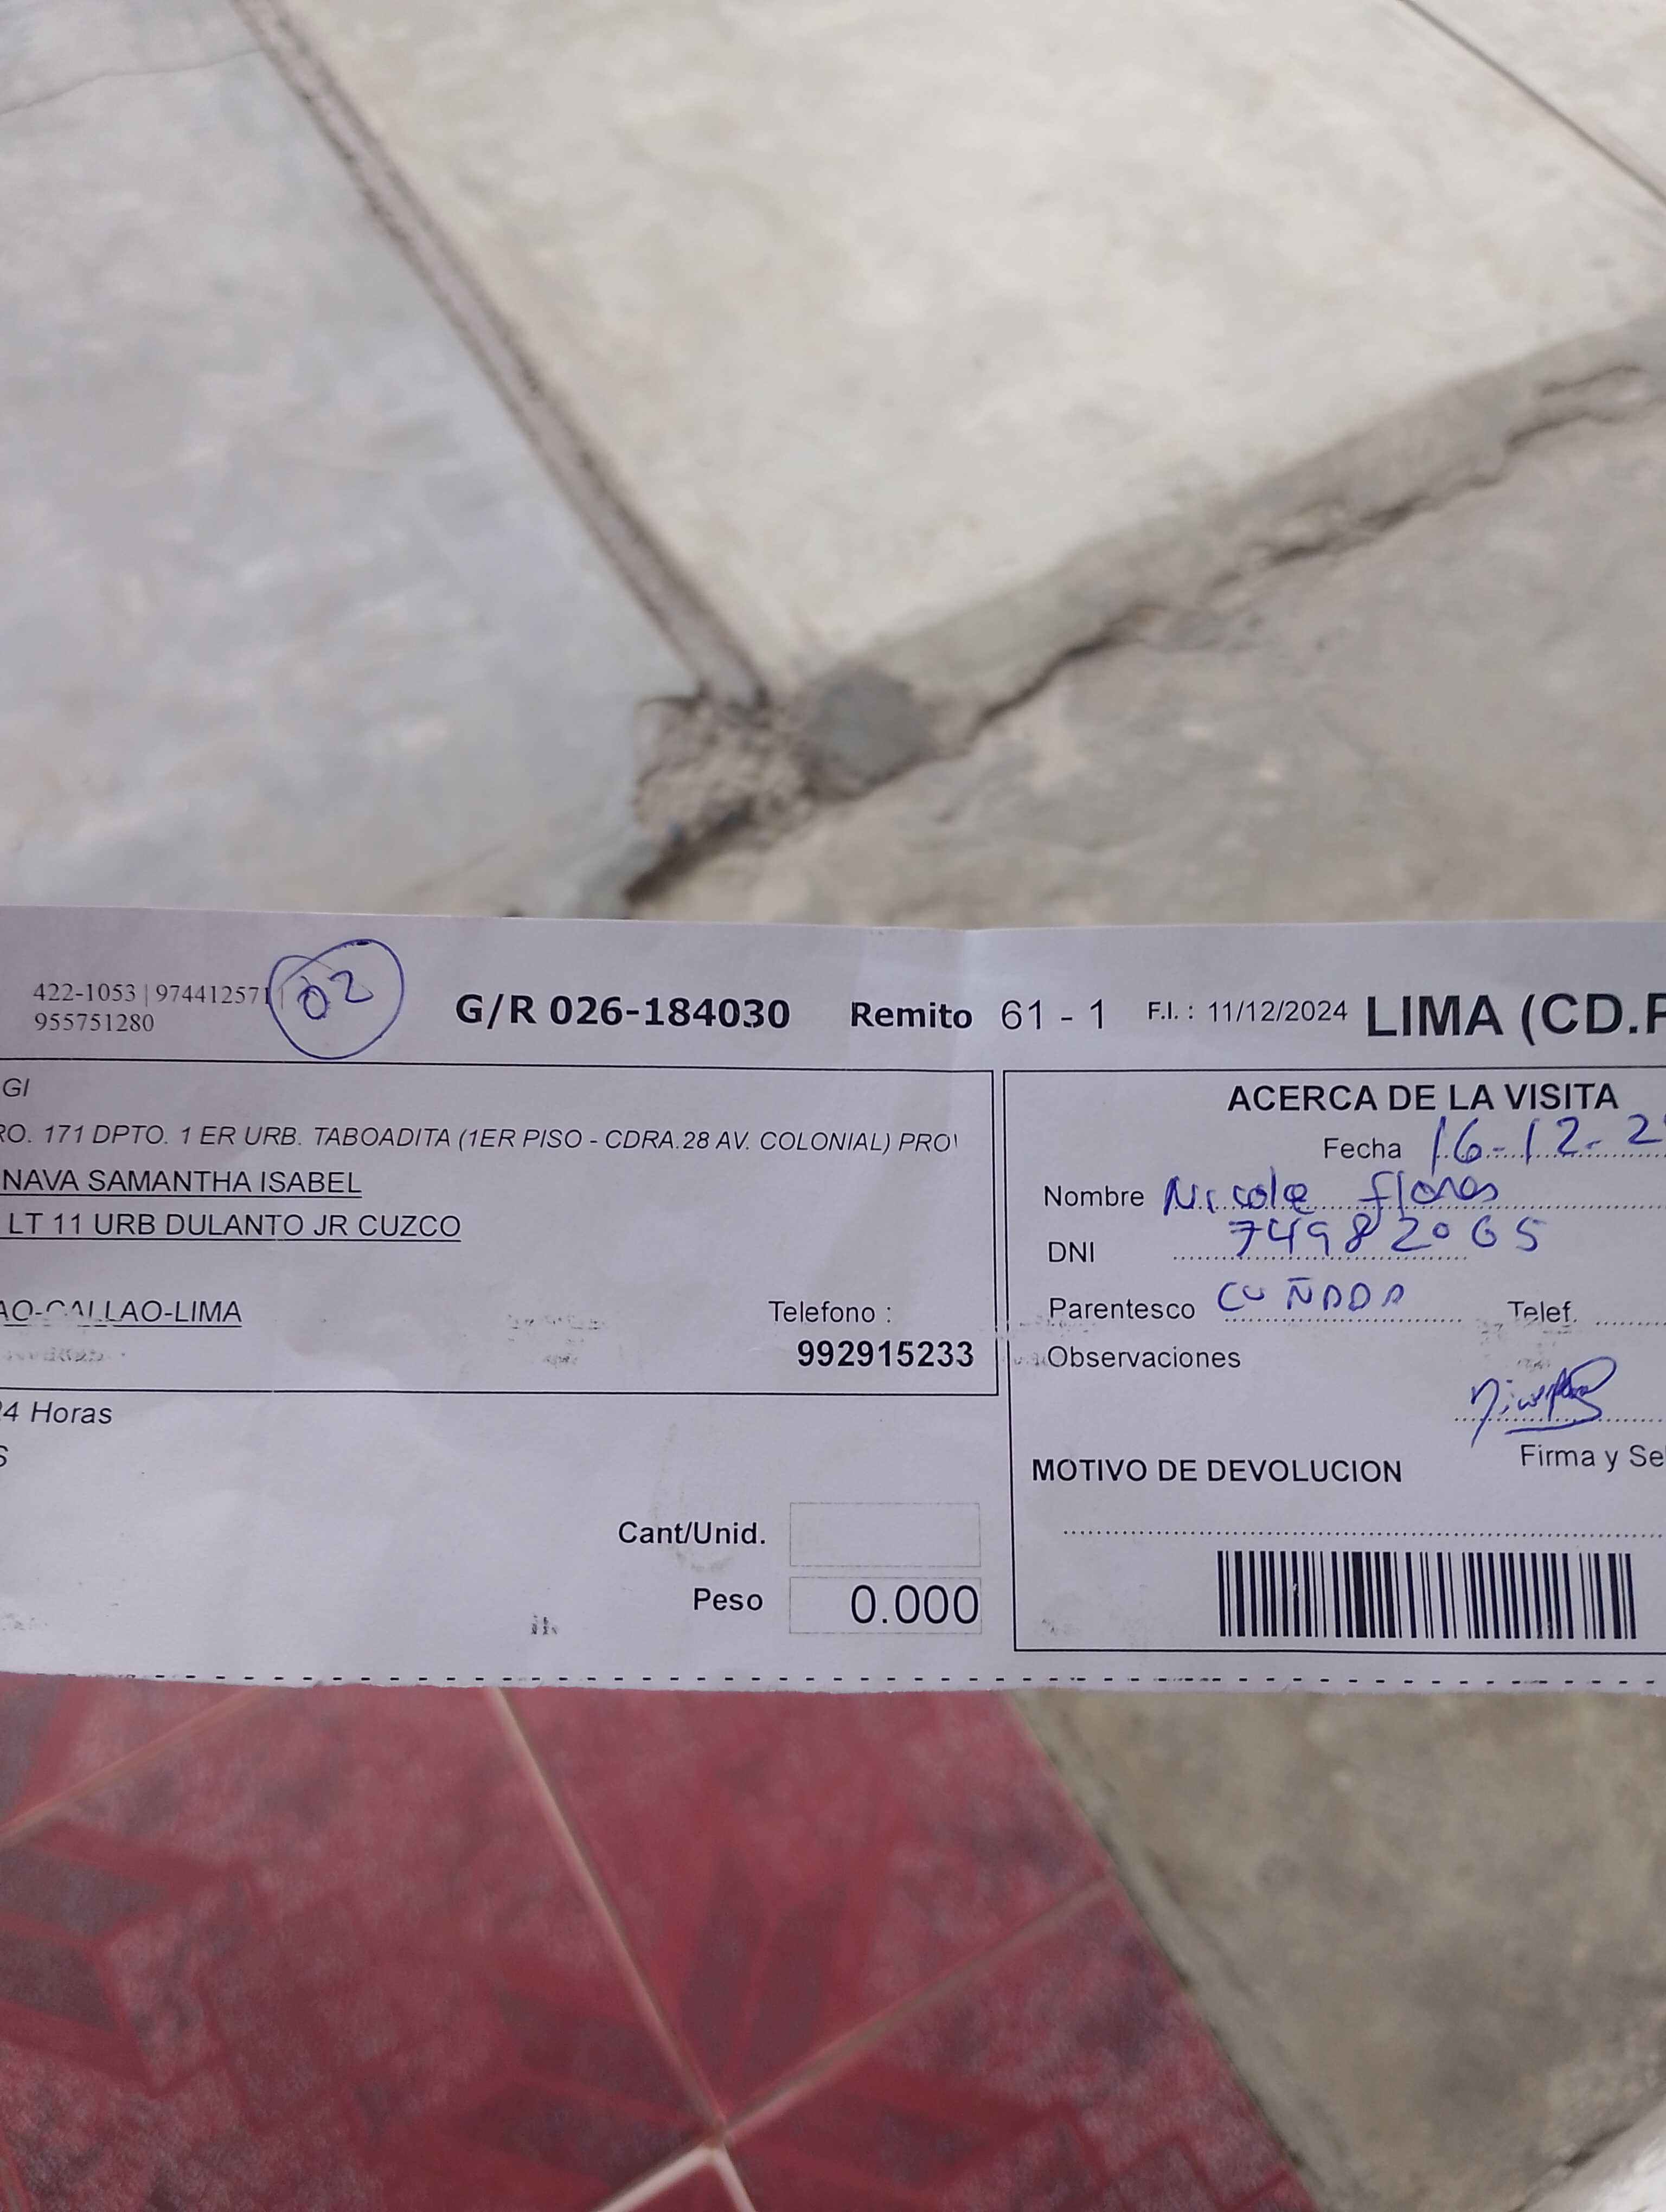 422-1053 | 974412571 |
02
955751280
G/R 026-184030 Remito 61 - 1 F.I. : 11/12/2024 LIMA (CD.P
GI
RO. 171 DPTO. 1 ER URB. TABOADITA (1ER PISO - CDRA.28 AV. COLONIAL) PRO
NAVA SAMANTHA ISABEL
LT 11 URB DULANTO JR CUZCO
AO-CALLAO-LIMA
Telefono :
992915233
24 Horas
S
Cant/Unid.
Peso 0.000
ACERCA DE LA VISITA
Fecha 16-12-2
Nombre Nicole flores
DNI 74982065
Parentesco CUÑADA Telef.
Observaciones
Firma y Se
MOTIVO DE DEVOLUCION